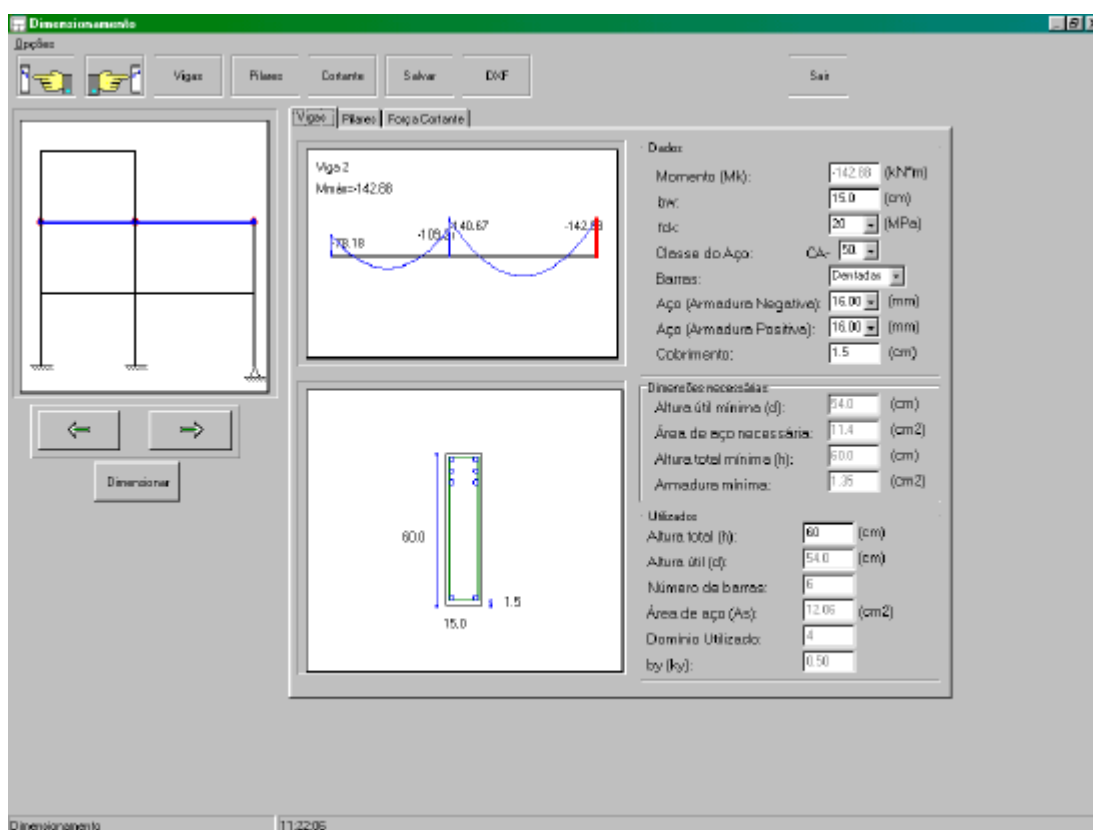 Dimensionamento
Opções
Vigas Pilares Cortante Salvar DXF Sair
Vigas Pilares Força Cortante
Viga 2
Mmáx=-142.88
-78.18 -140.67
Dados
Momento (Mk): -142.88 (kN*m)
bw: 15.0 (cm)
fck: 20 (MPa)
Classe do Aço: CA- 50
Barras: Dentadas
Aço (Armadura Negativa): 16.00 (mm)
Aço (Armadura Positiva): 16.00 (mm)
Cobrimento: 1.5 (cm)
Dimensões necessárias
Altura útil mínima (d): 54.0 (cm)
Área de aço necessária: 11.4 (cm2)
Altura total mínima (h): 60.0 (cm)
Armadura mínima: 1.35 (cm2)
Dimensionar
60.0
1.5
15.0
Utilizados
Altura total (h): 60 (cm)
Altura útil (d): 54.0 (cm)
Número de barras: 6
Área de aço (As): 12.06 (cm2)
Domínio Utilizado: 4
by (ky): 0.50
Dimensionamento 11:22:06